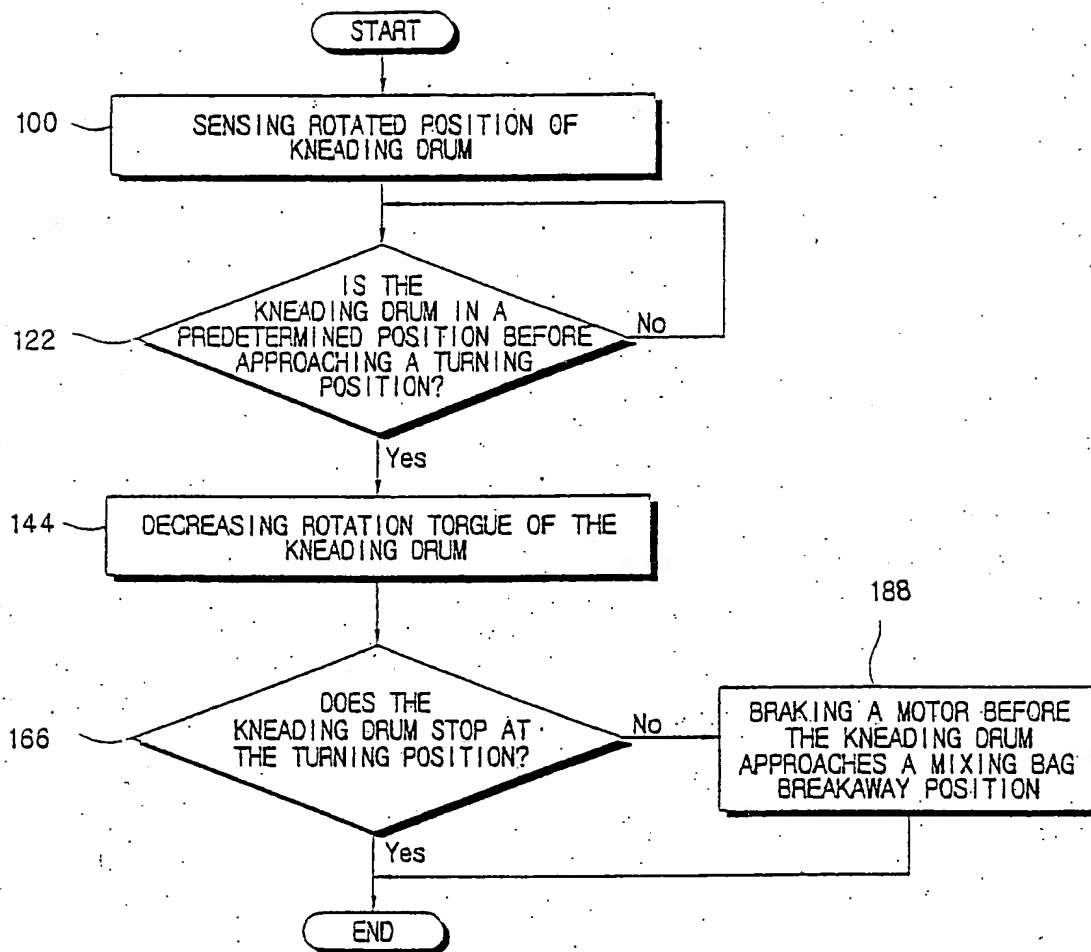 START
100
SENSING ROTATED POSITION OF
KNEADING DRUM
IS THE
KNEADING DRUM IN A
PREDETERMINED POSITION BEFORE
APPROACHING A TURNING
POSITION?
122
No
Yes
144
DECREASING ROTATION TORGUE OF THE
KNEADING DRUM
188
166
DOES THE
KNEADING DRUM STOP AT
THE TURNING POSITION?
No
BRAKING A MOTOR BEFORE
THE KNEADING DRUM
APPROACHES A MIXING BAG
BREAKAWAY POSITION
Yes
END